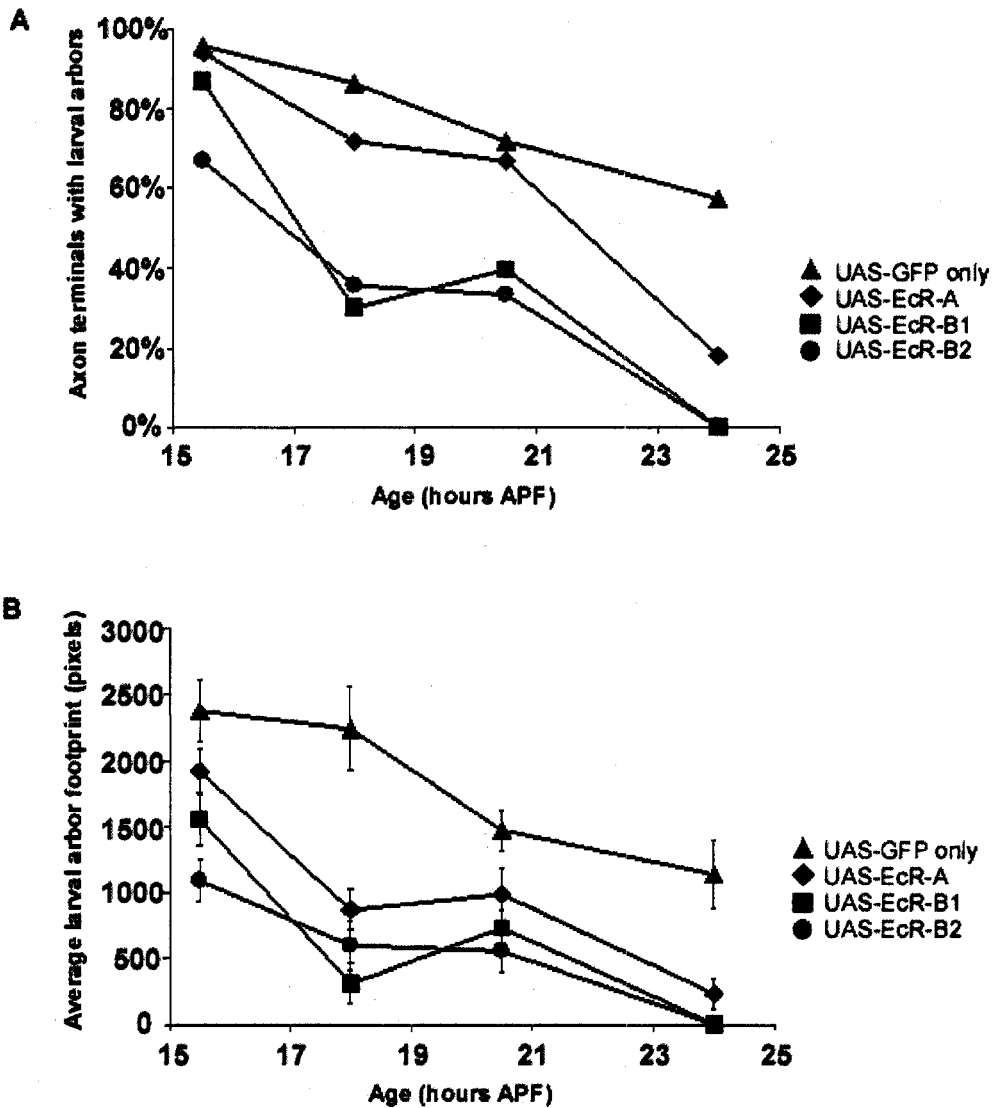 A
Axon terminals with larval arbors
100%
80%
60%
40%
20%
0%
15 17 19 21 23 25
Age (hours APF)
UAS-GFP only
UAS-EcR-A
UAS-EcR-B1
UAS-EcR-B2
B
Average larval arbor footprint (pixels)
3000
2500
2000
1500
1000
500
0
15 17 19 21 23 25
Age (hours APF)
UAS-GFP only
UAS-EcR-A
UAS-EcR-B1
UAS-EcR-B2